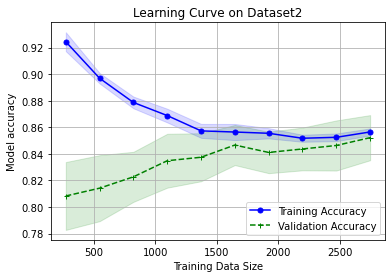 Learning Curve on Dataset2
Model accuracy
0.92
0.90
0.88
0.86
0.84
0.82
0.80
0.78
Training Accuracy
Validation Accuracy
500 1000 1500 2000 2500
Training Data Size